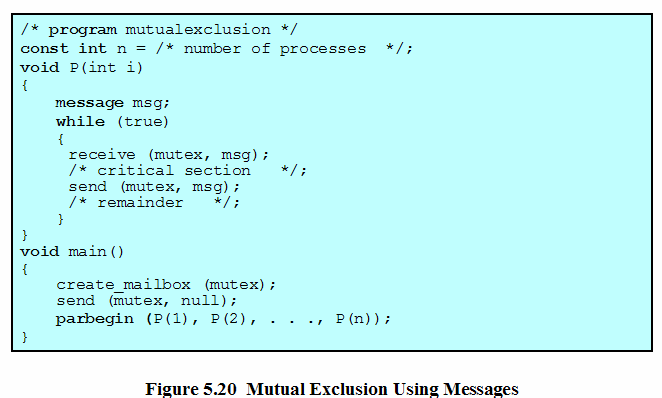 /* program mutualexclusion */
const int n = /* number of processes  */;
void P(int i)
{
    message msg;
    while (true)
    {
     receive (mutex, msg);
     /* critical section   */;
     send (mutex, msg);
     /* remainder   */;
    }
}
void main()
{
    create_mailbox (mutex);
    send (mutex, null);
    parbegin (P(1), P(2), . . ., P(n));
}
Figure 5.20  Mutual Exclusion Using Messages